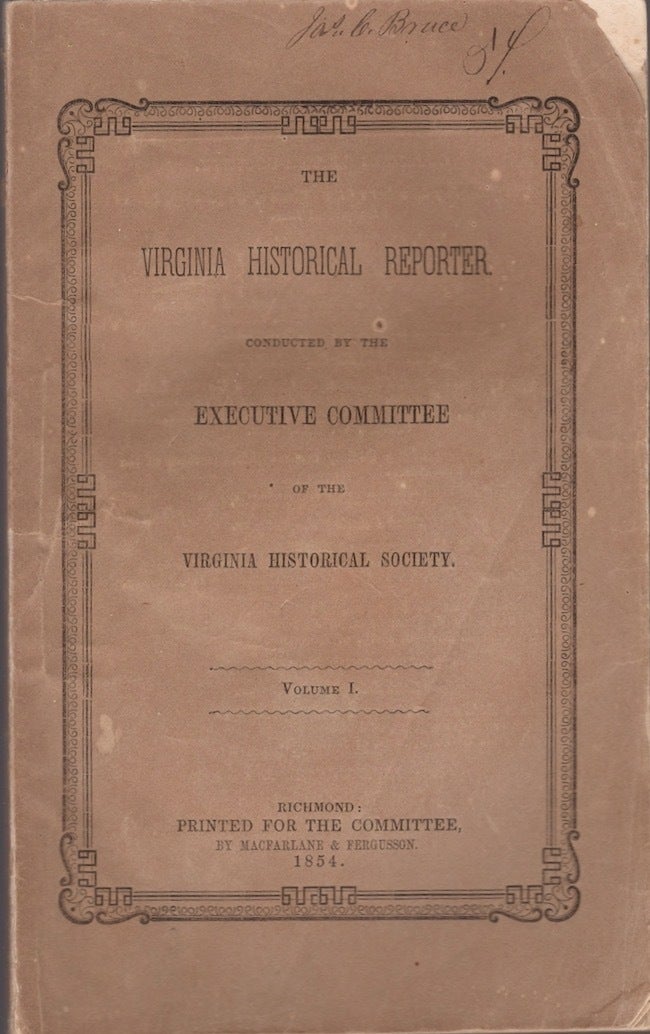 Jas. C. Bruce
THE
VIRGINIA HISTORICAL REPORTER
CONDUCTED BY THE
EXECUTIVE COMMITTEE
OF THE
VIRGINIA HISTORICAL SOCIETY.
VOLUME I.
RICHMOND:
PRINTED FOR THE COMMITTEE,
BY MACFARLANE & FERGUSSON.
1854.